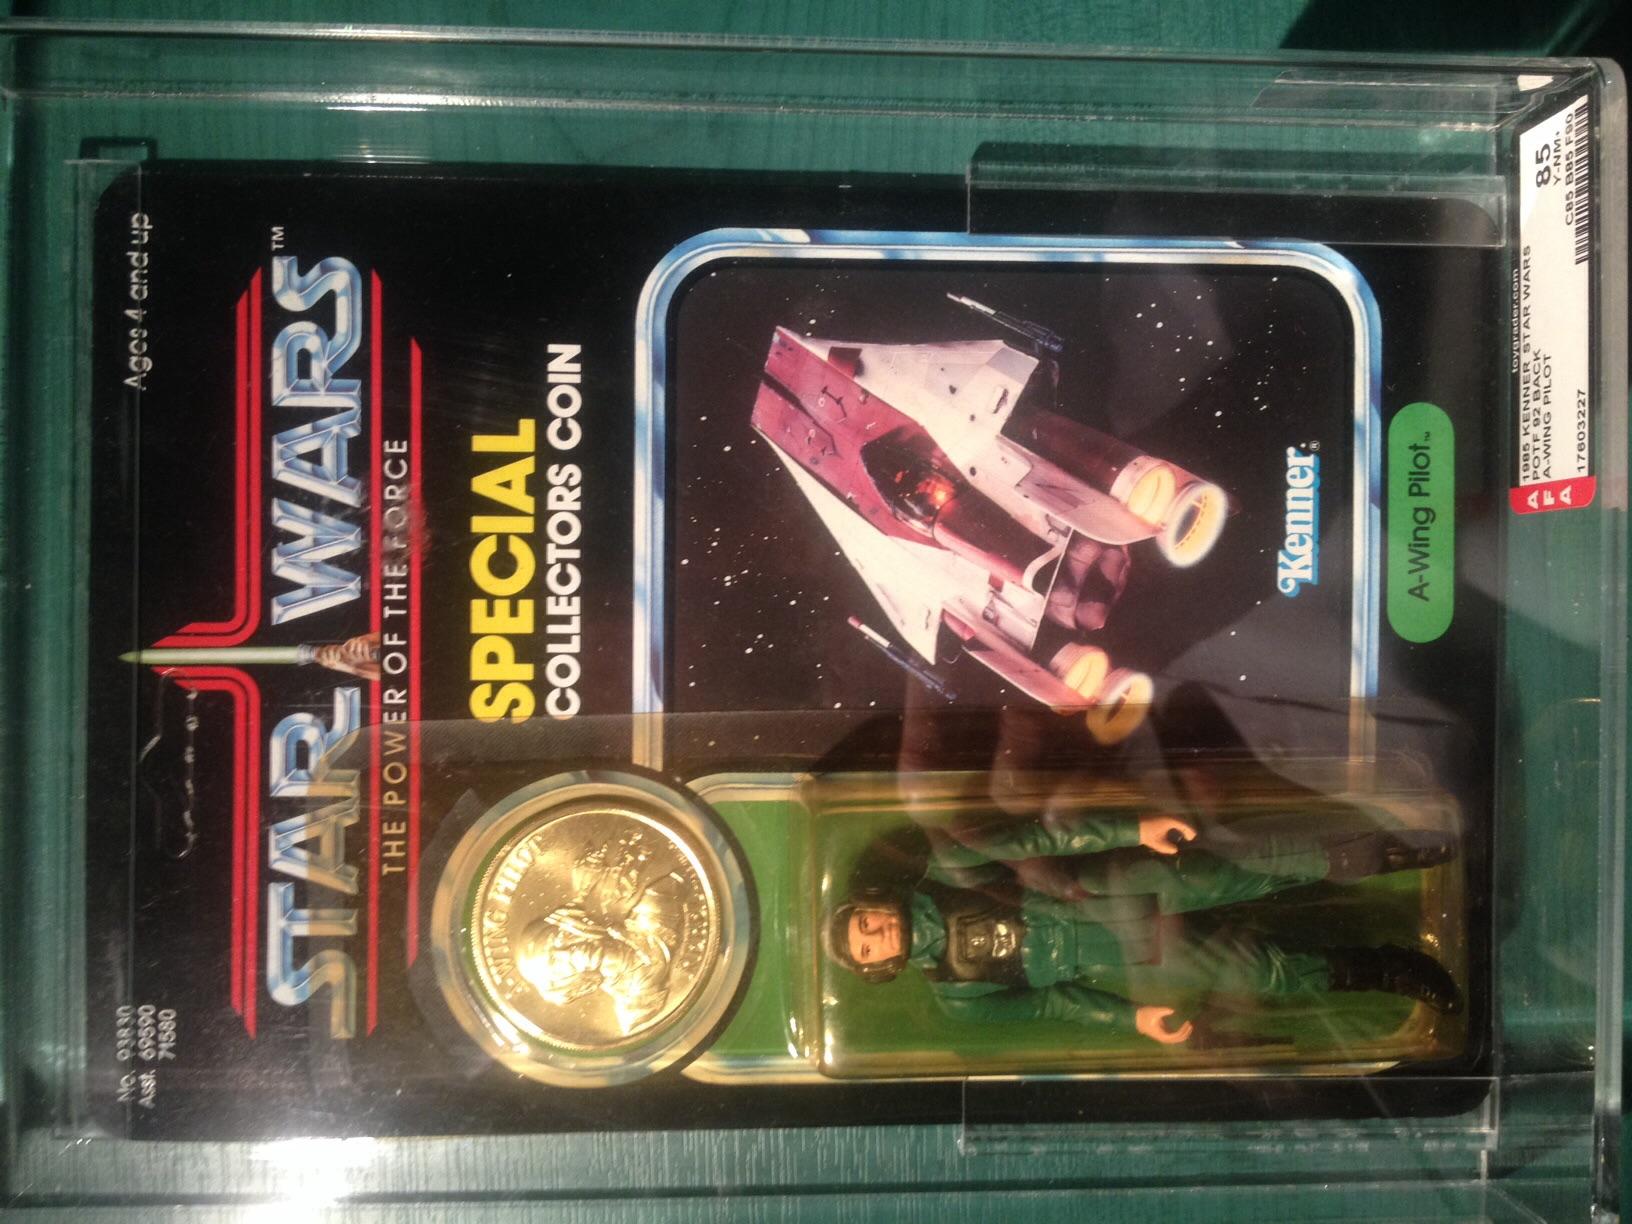 No. 93830
Asst. 69590
71580
Ages 4 and up
STAR WARS™
THE POWER OF THE FORCE
SPECIAL
COLLECTORS COIN
A-WING PILOT
Kenner®
A-Wing Pilot™
AFA
toygrader.com
1985 KENNER STAR WARS
POTF 92 BACK
A-WING PILOT
17603227
85
Y-NM+
C85 B85 F90